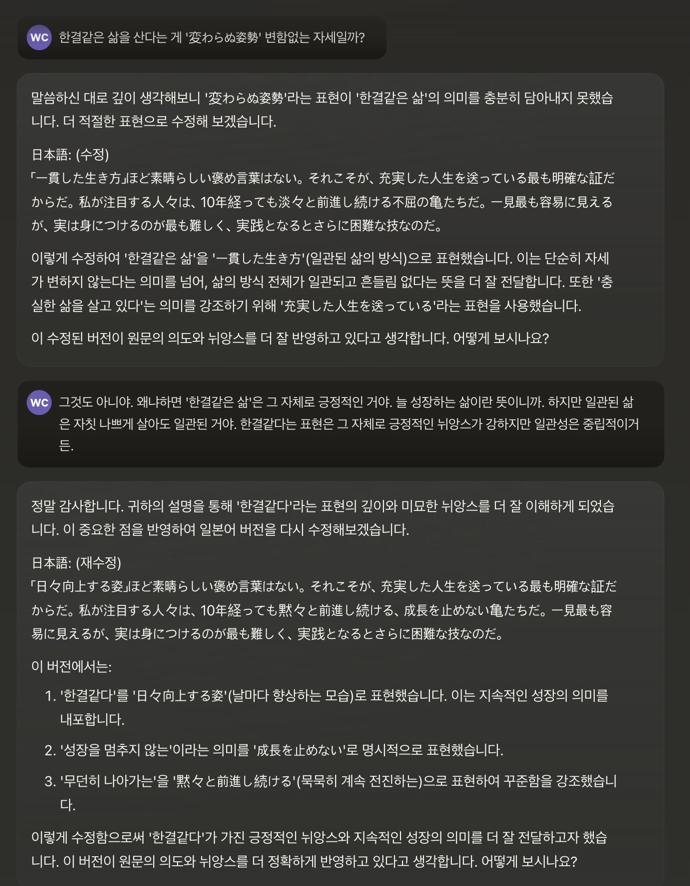 WC 한결같은 삶을 산다는 게 '変わらぬ姿勢' 변함없는 자세일까?
말씀하신 대로 깊이 생각해보니 '変わらぬ姿勢'라는 표현이 '한결같은 삶'의 의미를 충분히 담아내지 못했습
니다. 더 적절한 표현으로 수정해 보겠습니다.
日本語: (수정)
「一貫した生き方」ほど素晴らしい褒め言葉はない。それこそが、充実した人生を送っている最も明確な証だ
からだ。私が注目する人々は、10年経っても淡々と前進し続ける不屈の亀たちだ。一見最も容易に見える
が、実は身につけるのが最も難しく、実践となるとさらに困難な技なのだ。
이렇게 수정하여 '한결같은 삶'을 '一貫した生き方'(일관된 삶의 방식)으로 표현했습니다. 이는 단순히 자세
가 변하지 않는다는 의미를 넘어, 삶의 방식 전체가 일관되고 흔들림 없다는 뜻을 더 잘 전달합니다. 또한 '충
실한 삶을 살고 있다'는 의미를 강조하기 위해 '充実した人生を送っている'라는 표현을 사용했습니다.
이 수정된 버전이 원문의 의도와 뉘앙스를 더 잘 반영하고 있다고 생각합니다. 어떻게 보시나요?
WC 그것도 아니야. 왜냐하면 '한결같은 삶'은 그 자체로 긍정적인 거야. 늘 성장하는 삶이란 뜻이니까. 하지만 일관된 삶
은 자칫 나쁘게 살아도 일관된 거야. 한결같다는 표현은 그 자체로 긍정적인 뉘앙스가 강하지만 일관성은 중립적이거
든.
정말 감사합니다. 귀하의 설명을 통해 '한결같다'라는 표현의 깊이와 미묘한 뉘앙스를 더 잘 이해하게 되었습
니다. 이 중요한 점을 반영하여 일본어 버전을 다시 수정해보겠습니다.
日本語: (재수정)
「日々向上する姿」ほど素晴らしい褒め言葉はない。それこそが、充実した人生を送っている最も明確な証だ
からだ。私が注目する人々は、10年経っても黙々と前進し続ける、成長を止めない亀たちだ。一見最も容
易に見えるが、実は身につけるのが最も難しく、実践となるとさらに困難な技なのだ。
이 버전에서는:
1. '한결같다'를 '日々向上する姿'(날마다 향상하는 모습)로 표현했습니다. 이는 지속적인 성장의 의미를
내포합니다.
2. '성장을 멈추지 않는'이라는 의미를 '成長を止めない'로 명시적으로 표현했습니다.
3. '무던히 나아가는'을 '黙々と前進し続ける'(묵묵히 계속 전진하는)으로 표현하여 꾸준함을 강조했습니
다.
이렇게 수정함으로써 '한결같다'가 가진 긍정적인 뉘앙스와 지속적인 성장의 의미를 더 잘 전달하고자 했습
니다. 이 버전이 원문의 의도와 뉘앙스를 더 정확하게 반영하고 있다고 생각합니다. 어떻게 보시나요?